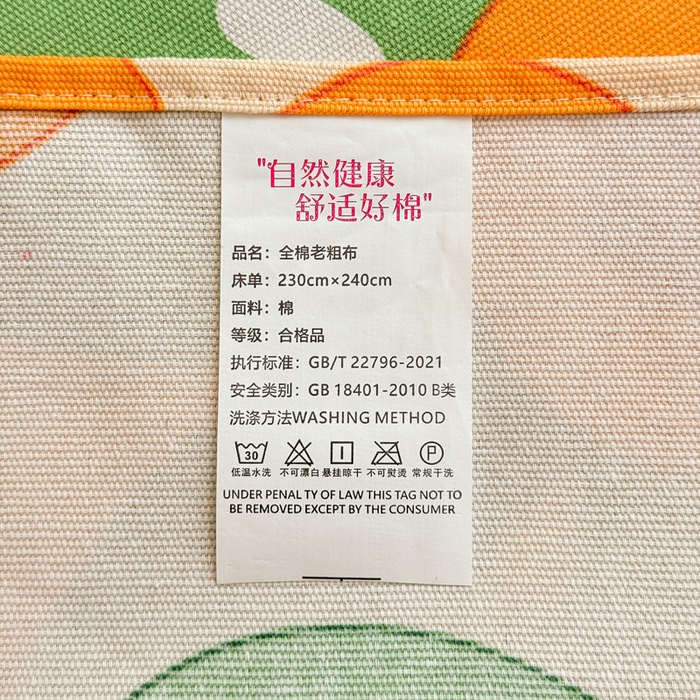 "自然健康
舒适好棉"
品名：全棉老粗布
床单：230cm×240cm
面料：棉
等级：合格品
执行标准：GB/T 22796-2021
安全类别：GB 18401-2010 B类
洗涤方法WASHING METHOD
30 P
低温水洗 不可漂白 悬挂晾干 不可熨烫 常规干洗
UNDER PENAL TY OF LAW THIS TAG NOT TO
BE REMOVED EXCEPT BY THE CONSUMER